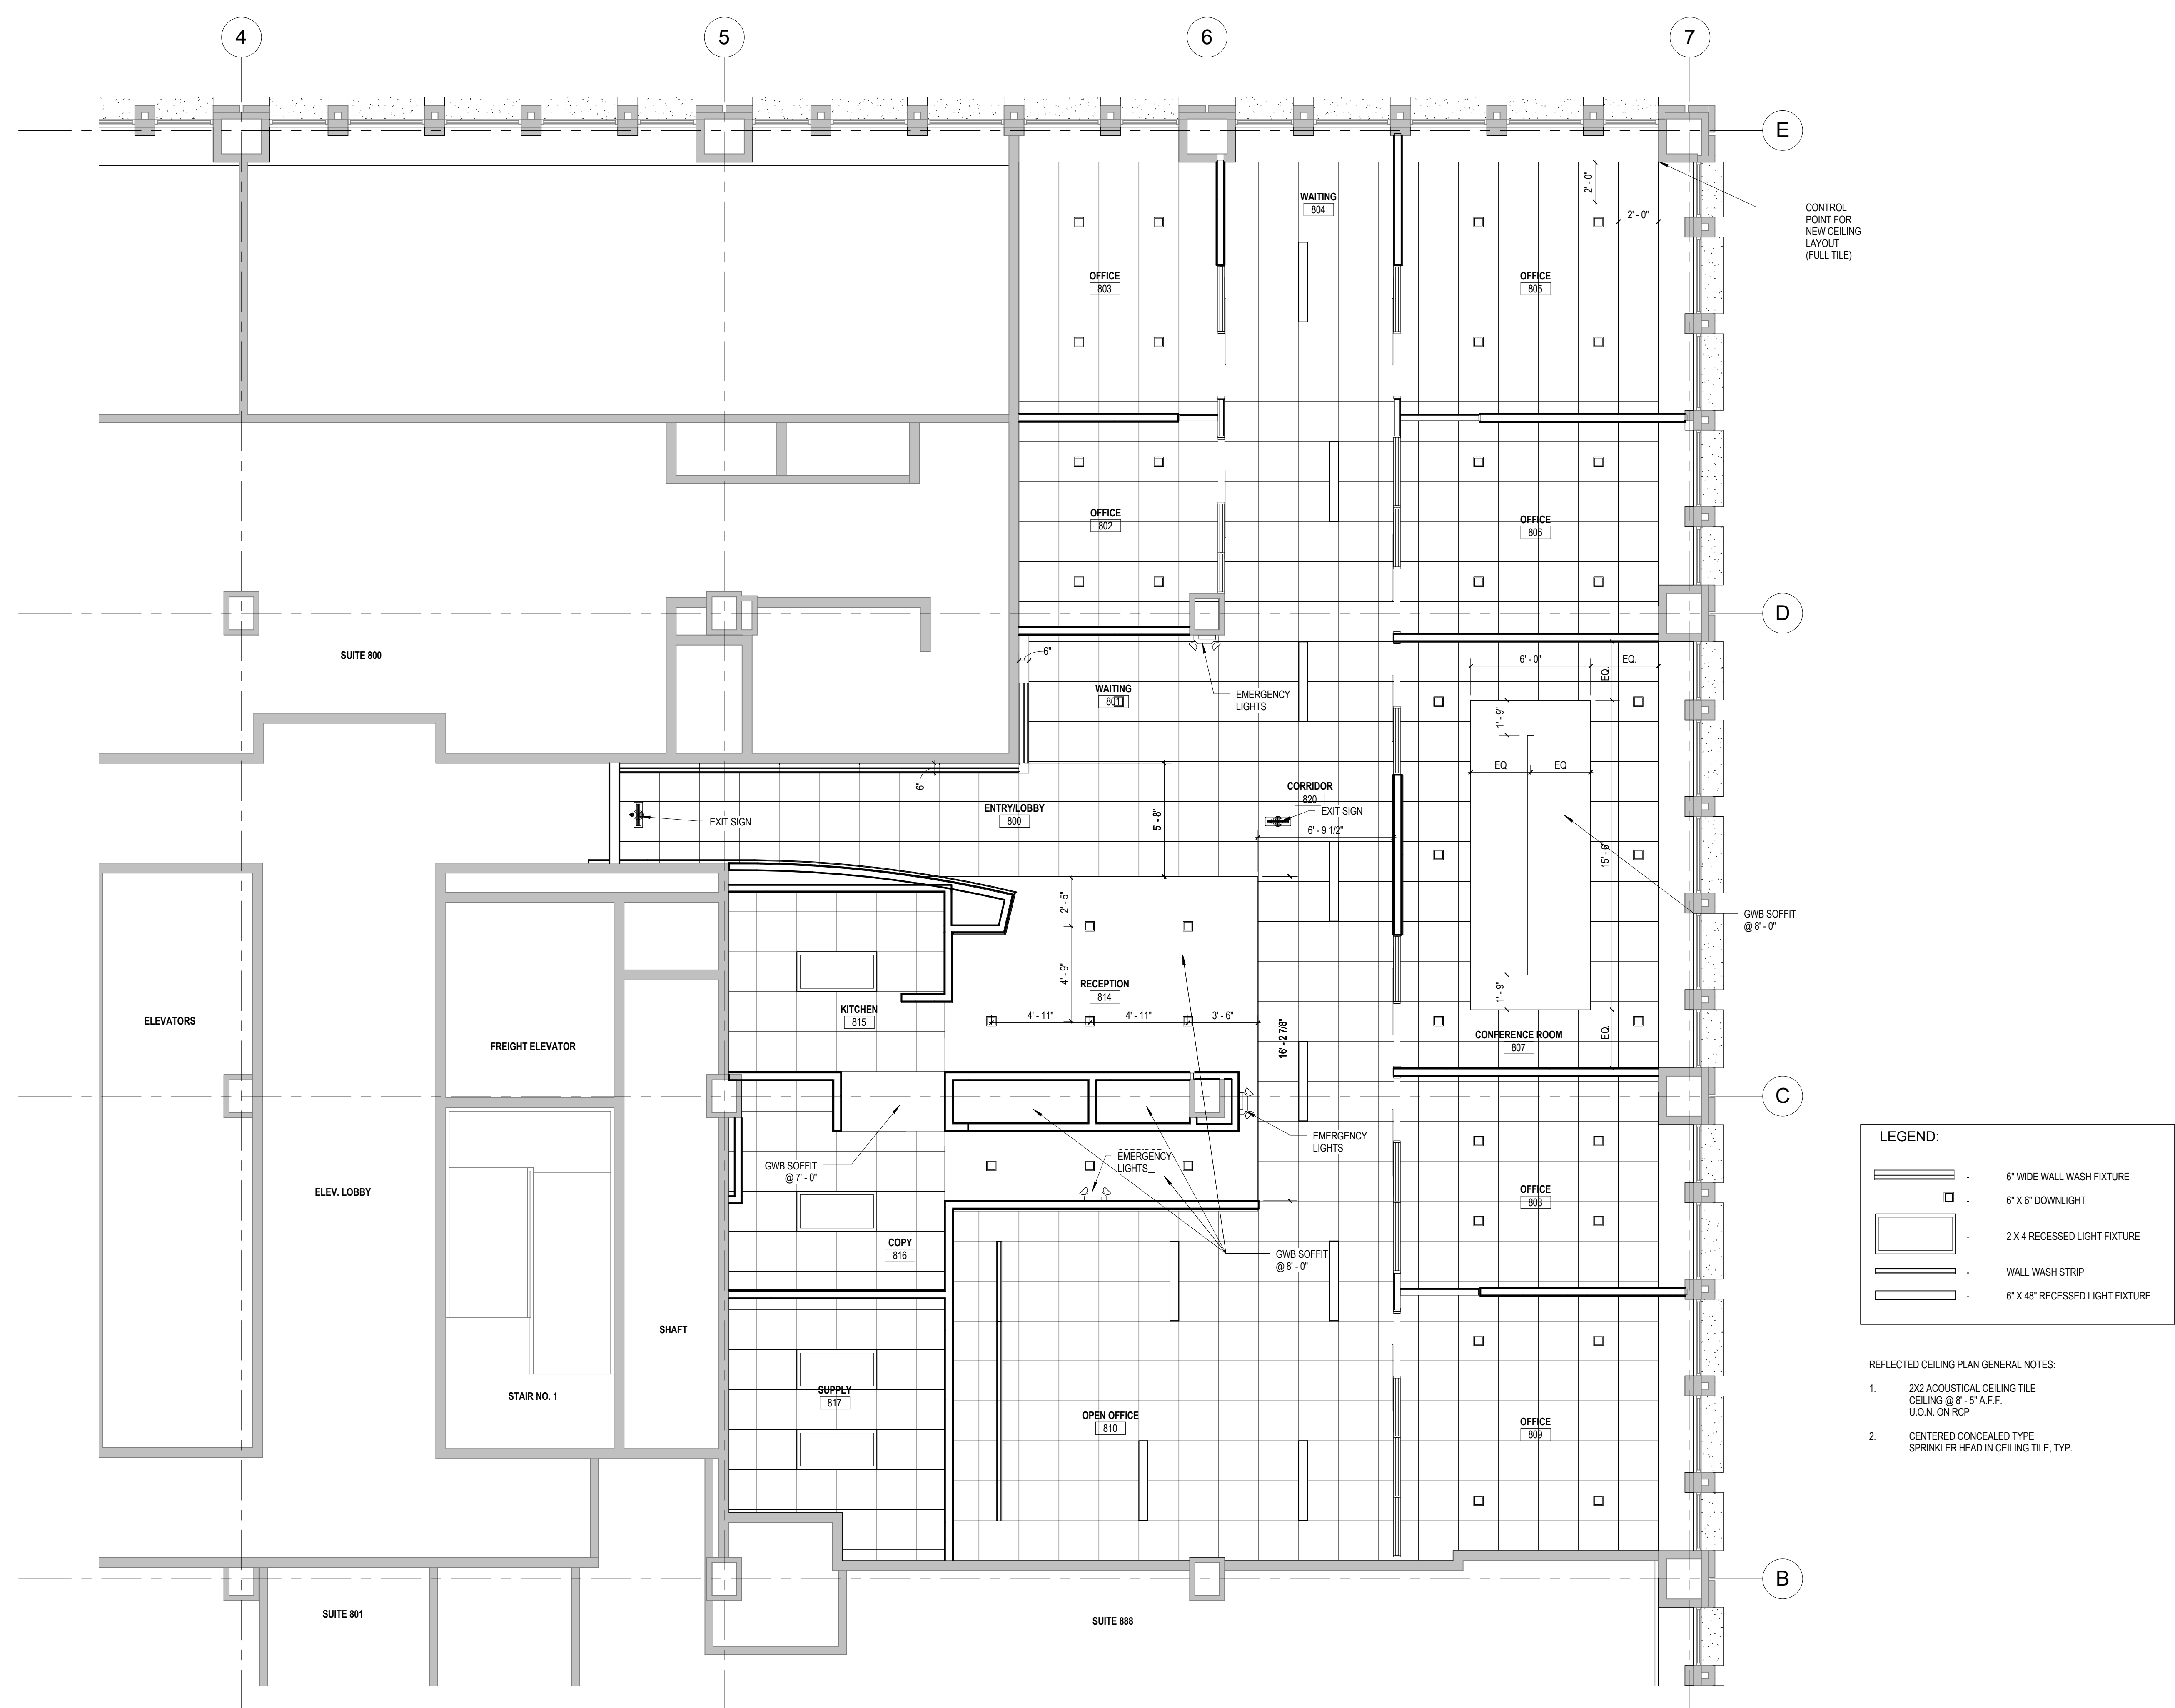 4
5
6
7
E
WAITING
804
2' - 0"
2' - 0"
CONTROL
POINT FOR
NEW CEILING
LAYOUT
(FULL TILE)
OFFICE
803
OFFICE
805
OFFICE
802
OFFICE
806
D
SUITE 800
6"
WAITING
801
EMERGENCY
LIGHTS
6' - 0"
EQ.
EQ.
1' - 9"
EQ
EQ
6"
ENTRY/LOBBY
800
EXIT SIGN
5' - 8"
CORRIDOR
820
EXIT SIGN
6' - 9 1/2"
15' - 6"
2' - 5"
GWB SOFFIT
@ 8' - 0"
4' - 9"
RECEPTION
814
1' - 9"
KITCHEN
815
4' - 11"
4' - 11"
3' - 6"
16' - 2 7/8"
EQ.
CONFERENCE ROOM
807
ELEVATORS
FREIGHT ELEVATOR
C
EMERGENCY
LIGHTS
GWB SOFFIT
@ 7' - 0"
EMERGENCY
LIGHTS
ELEV. LOBBY
OFFICE
808
COPY
816
GWB SOFFIT
@ 8' - 0"
SHAFT
STAIR NO. 1
SUPPLY
817
OPEN OFFICE
810
OFFICE
809
B
SUITE 801
SUITE 888
LEGEND:
- 6" WIDE WALL WASH FIXTURE
- 6" X 6" DOWNLIGHT
- 2 X 4 RECESSED LIGHT FIXTURE
- WALL WASH STRIP
- 6" X 48" RECESSED LIGHT FIXTURE
REFLECTED CEILING PLAN GENERAL NOTES:
1. 2X2 ACOUSTICAL CEILING TILE
CEILING @ 8' - 5" A.F.F.
U.O.N. ON RCP
2. CENTERED CONCEALED TYPE
SPRINKLER HEAD IN CEILING TILE, TYP.